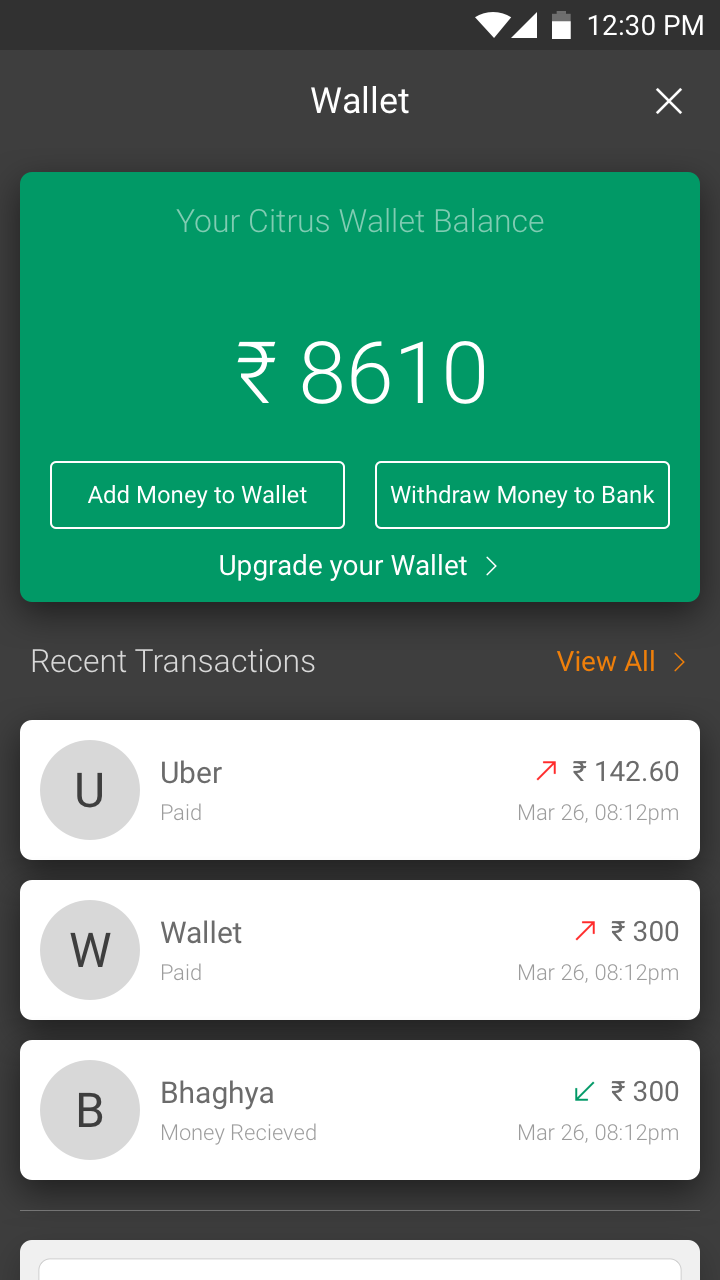 12:30 PM
Wallet
Your Citrus Wallet Balance
₹ 8610
Add Money to Wallet
Withdraw Money to Bank
Upgrade your Wallet
Recent Transactions
View All
U
Uber
₹ 142.60
Paid
Mar 26, 08:12pm
W
Wallet
₹ 300
Paid
Mar 26, 08:12pm
B
Bhaghya
₹ 300
Money Recieved
Mar 26, 08:12pm